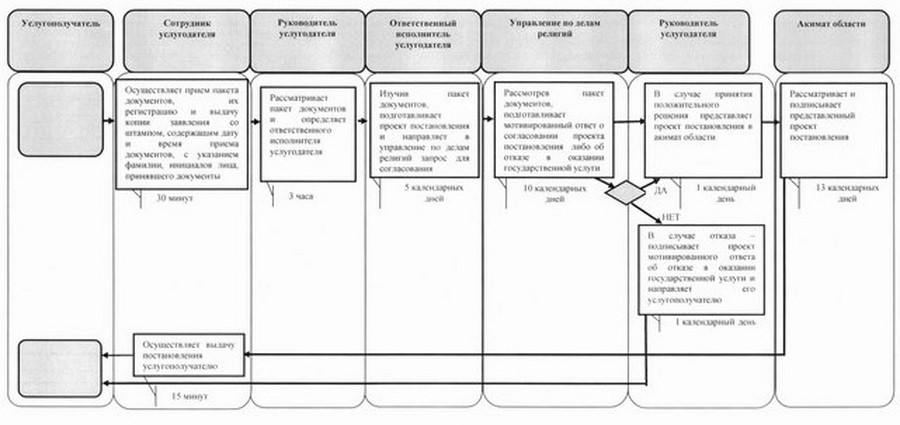 Услугополучатель
Сотрудник
услугодателя
Руководитель
услугодателя
Ответственный
исполнитель
услугодателя
Управление по делам
религий
Руководитель
услугодателя
Акимат области
Осуществляет прием пакета
документов, их
регистрацию и выдачу
копии заявления со
штампом, содержащим дату
и время приема
документов, с указанием
фамилии, инициалов лица,
принявшего документы
30 минут
Рассматривает
пакет документов
и определяет
ответственного
исполнителя
услугодателя
3 часа
Изучив пакет
документов,
подготавливает
проект постановления
и направляет в
управление по делам
религий запрос для
согласования
5 календарных
дней
Рассмотрев пакет
документов,
подготавливает
мотивированный ответ о
согласовании проекта
постановления либо об
отказе в оказании
государственной услуги
10 календарных
дней
В случае принятия
положительного
решения представляет
проект постановления в
акимат области
ДА
1 календарный
день
Рассматривает и
подписывает
представленный
проект
постановления
13 календарных
дней
НЕТ
В случае отказа –
подписывает проект
мотивированного ответа
об отказе в оказании
государственной услуги и
направляет его
услугополучателю
1 календарный день
Осуществляет выдачу
постановления
услугополучателю
15 минут